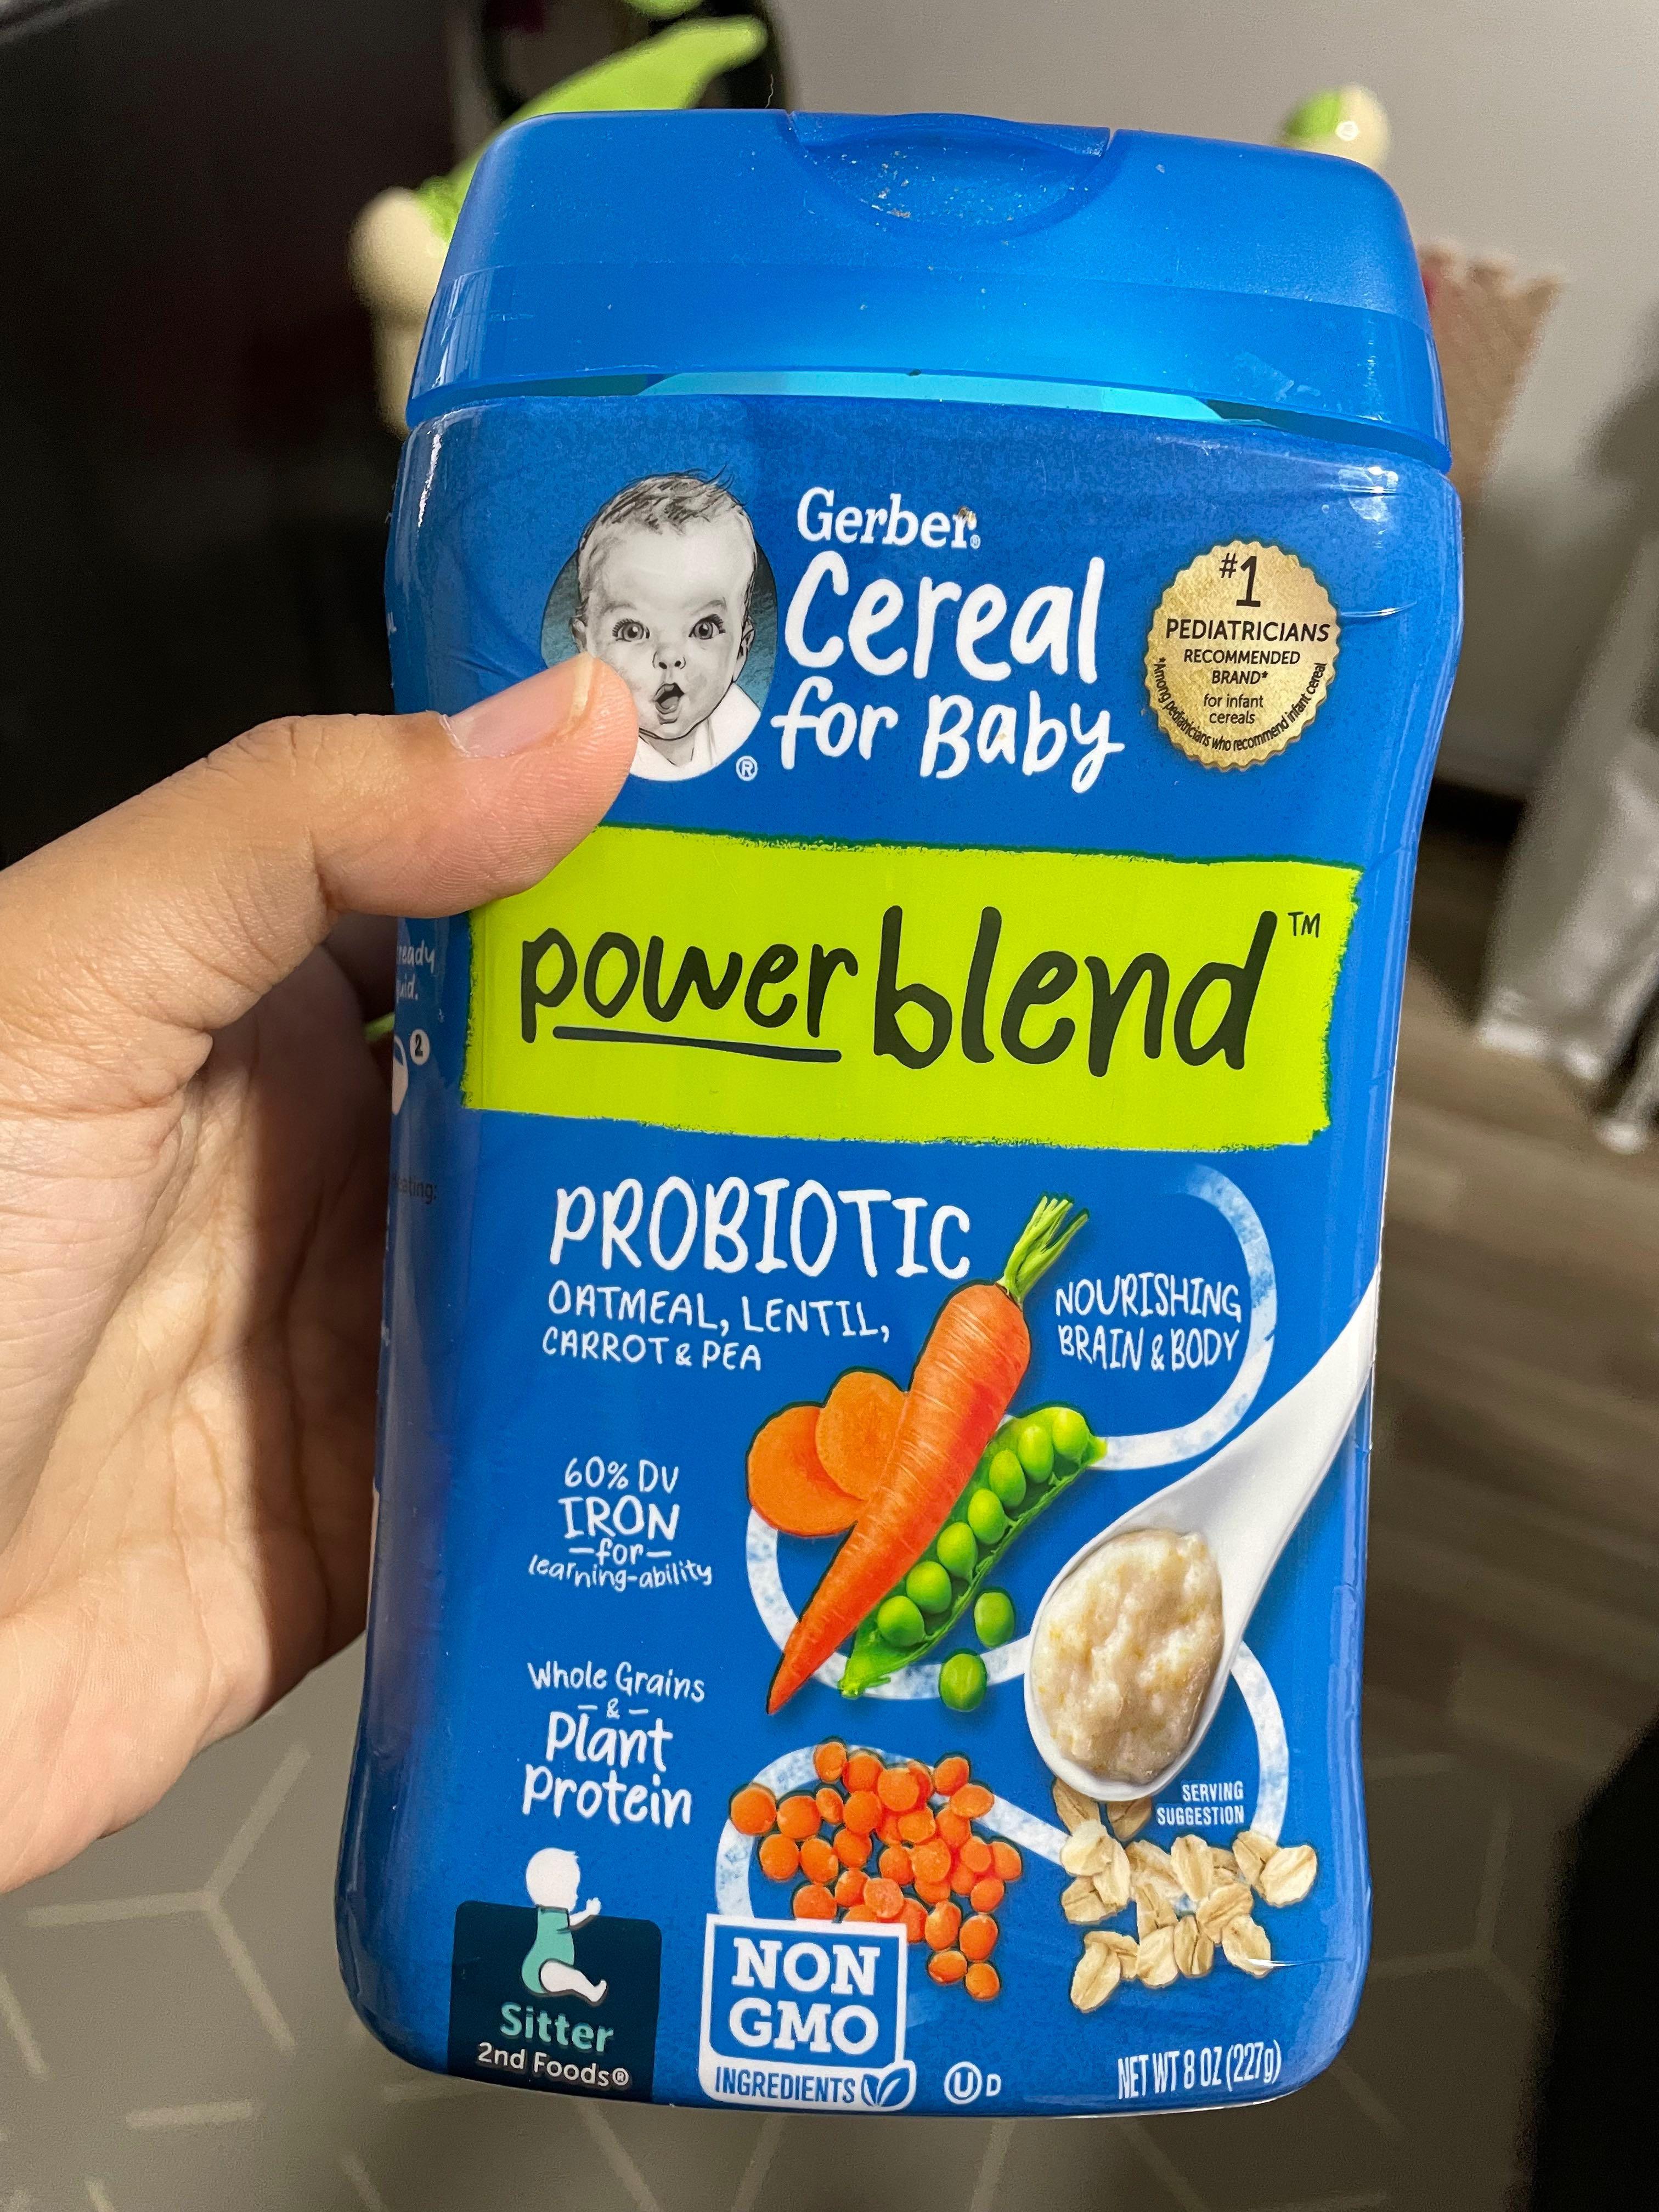 Gerber®
Cereal
for Baby
®
#1
PEDIATRICIANS
RECOMMENDED
BRAND*
for infant
cereals
*Among pediatricians who recommend infant cereal
powerblend™
PROBIOTIC
OATMEAL, LENTIL,
CARROT & PEA
NOURISHING
BRAIN & BODY
60% DV
IRON
-for-
learning-ability
Whole Grains
- & -
Plant
Protein
SERVING
SUGGESTION
Sitter
2nd Foods®
NON
GMO
INGREDIENTS
U D
NET WT 8 OZ (227g)
2